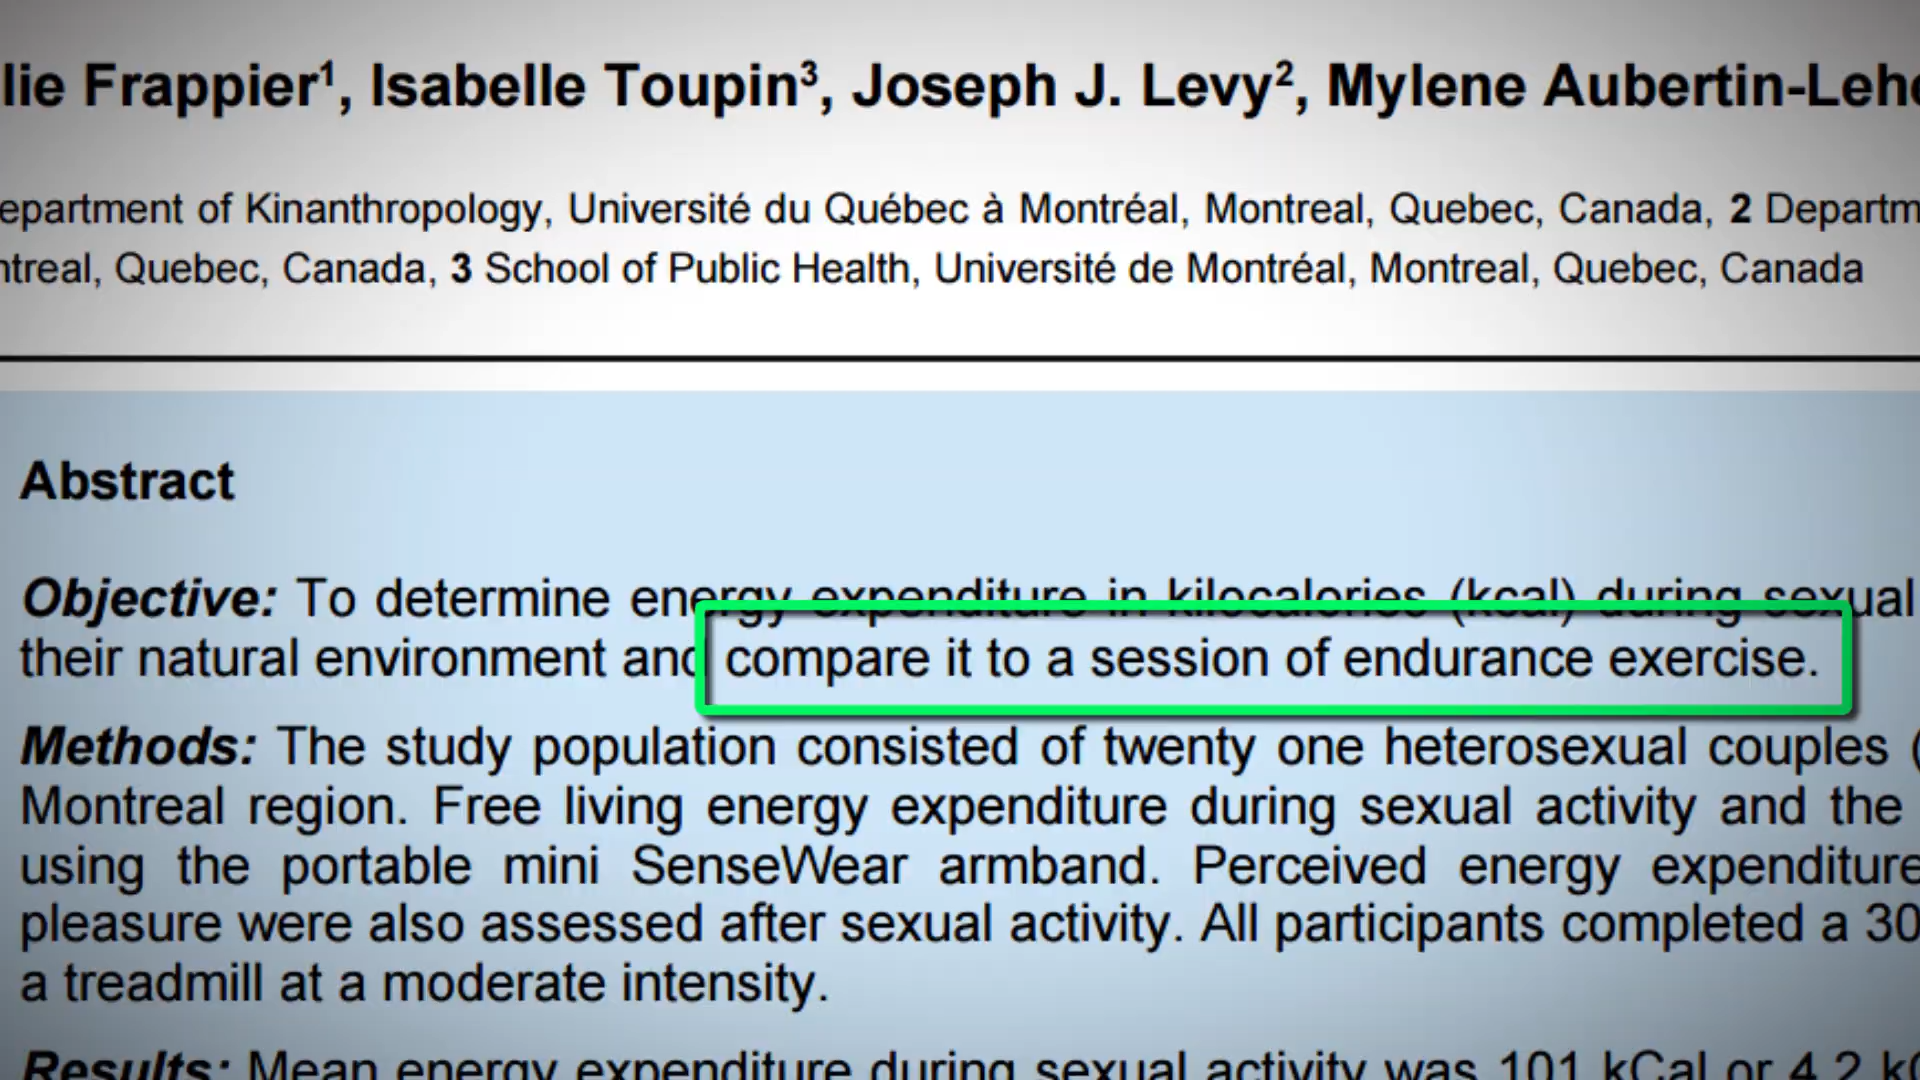 lie Frappier¹, Isabelle Toupin³, Joseph J. Levy², Mylene Aubertin-Leh
epartment of Kinanthropology, Université du Québec à Montréal, Montreal, Quebec, Canada, 2 Departm
ntreal, Quebec, Canada, 3 School of Public Health, Université de Montréal, Montreal, Quebec, Canada
Abstract
Objective: To determine energy expenditure in kilocalories (kcal) during sexual
their natural environment and compare it to a session of endurance exercise.
Methods: The study population consisted of twenty one heterosexual couples (
Montreal region. Free living energy expenditure during sexual activity and the
using the portable mini SenseWear armband. Perceived energy expenditure
pleasure were also assessed after sexual activity. All participants completed a 30
a treadmill at a moderate intensity.
Results: Mean energy expenditure during sexual activity was 101 kCal or 4.2 kC